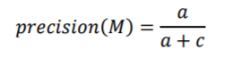 precision(M) = a / a + c